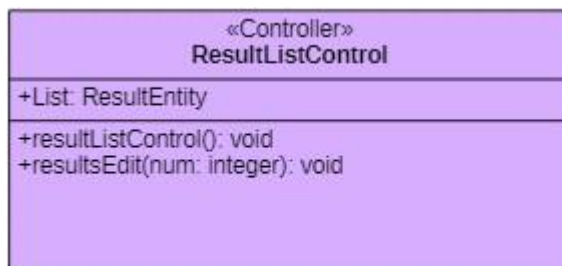 «Controller»
ResultListControl
+List: ResultEntity
+resultListControl(): void
+resultsEdit(num: integer): void